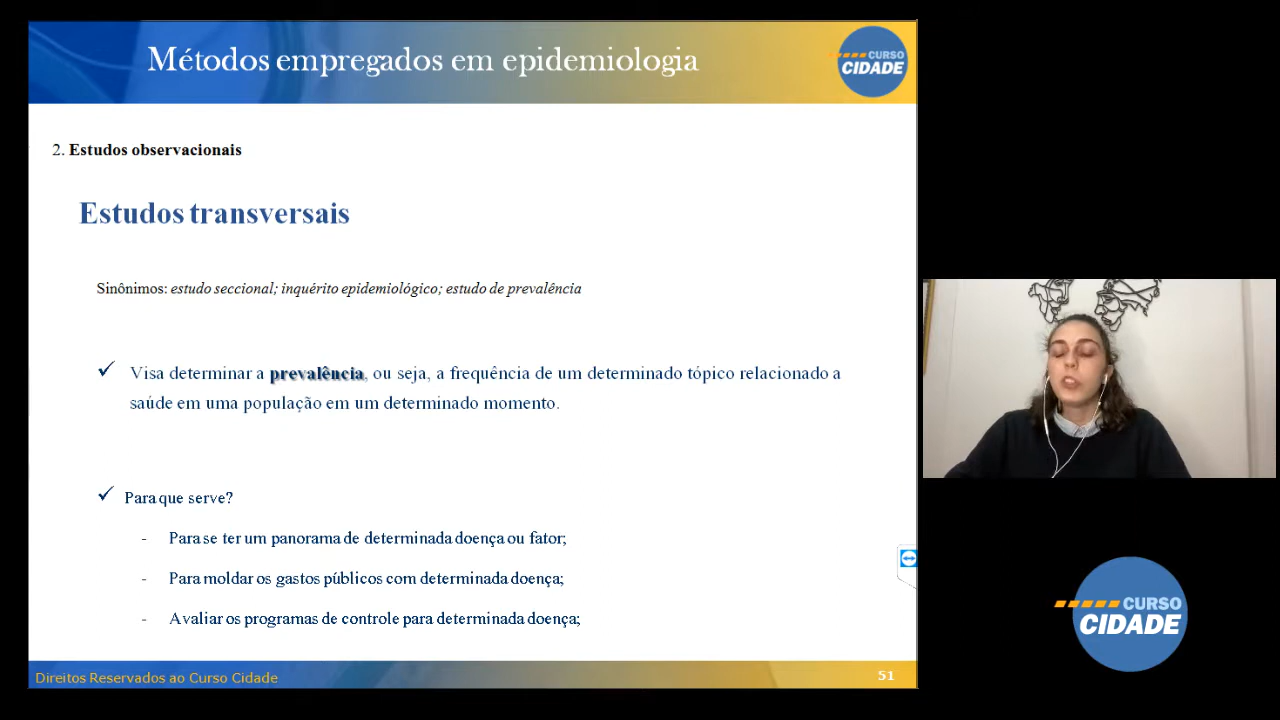 Métodos empregados em epidemiologia
CURSO
CIDADE
2. Estudos observacionais
Estudos transversais
Sinônimos: estudo seccional; inquérito epidemiológico; estudo de prevalência
✓ Visa determinar a prevalência, ou seja, a frequência de um determinado tópico relacionado a
saúde em uma população em um determinado momento.
✓ Para que serve?
- Para se ter um panorama de determinada doença ou fator;
- Para moldar os gastos públicos com determinada doença;
- Avaliar os programas de controle para determinada doença;
Direitos Reservados ao Curso Cidade
51
CURSO
CIDADE